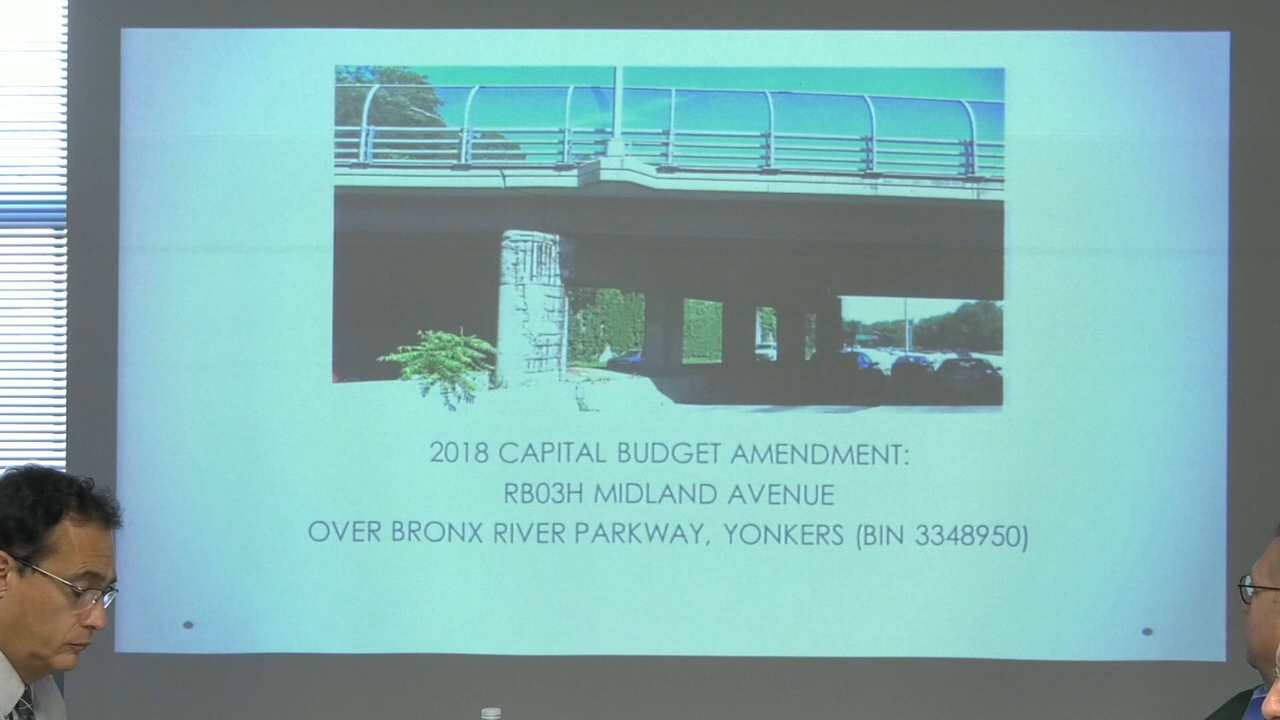 2018 CAPITAL BUDGET AMENDMENT:
RB03H MIDLAND AVENUE
OVER BRONX RIVER PARKWAY, YONKERS (BIN 3348950)